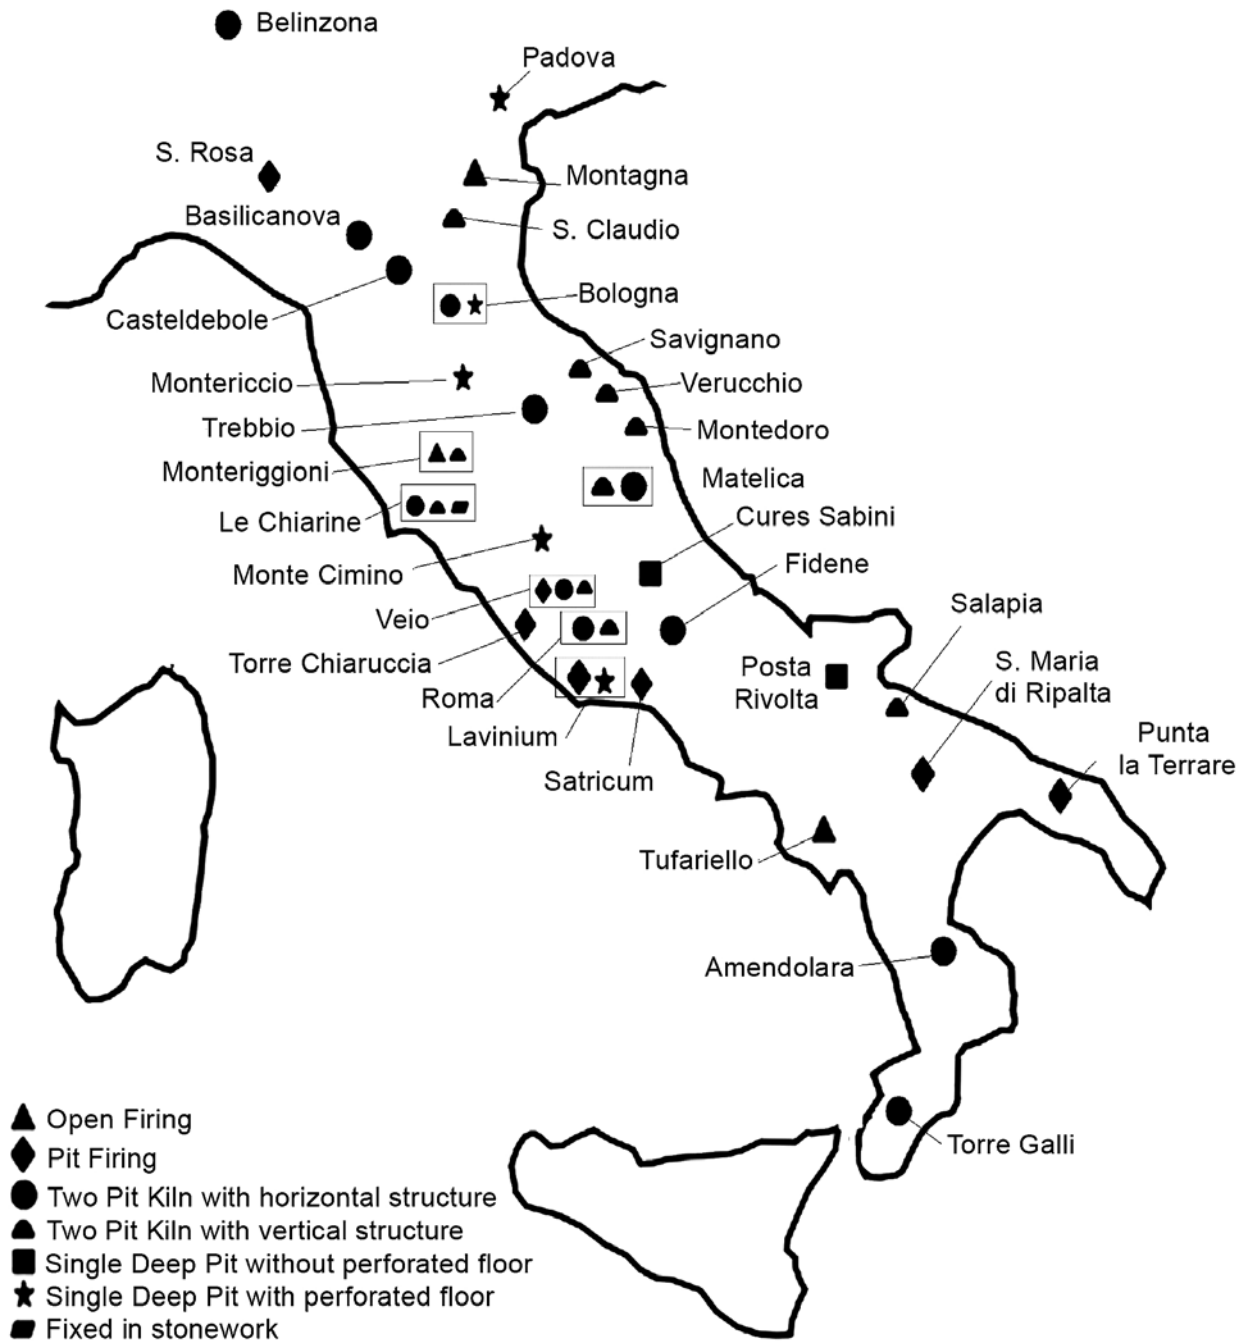 Belinzona
Padova
S. Rosa
Montagna
Basilicanova
S. Claudio
Bologna
Casteldebole
Savignano
Montericcio
Verucchio
Trebbio
Montedoro
Monteriggioni
Matelica
Le Chiarine
Cures Sabini
Monte Cimino
Fidene
Veio
Salapia
Torre Chiaruccia
Posta
Rivolta
S. Maria
di Ripalta
Roma
Lavinium
Punta
la Terrare
Satricum
Tufariello
Amendolara
Torre Galli
Open Firing
Pit Firing
Two Pit Kiln with horizontal structure
Two Pit Kiln with vertical structure
Single Deep Pit without perforated floor
Single Deep Pit with perforated floor
Fixed in stonework